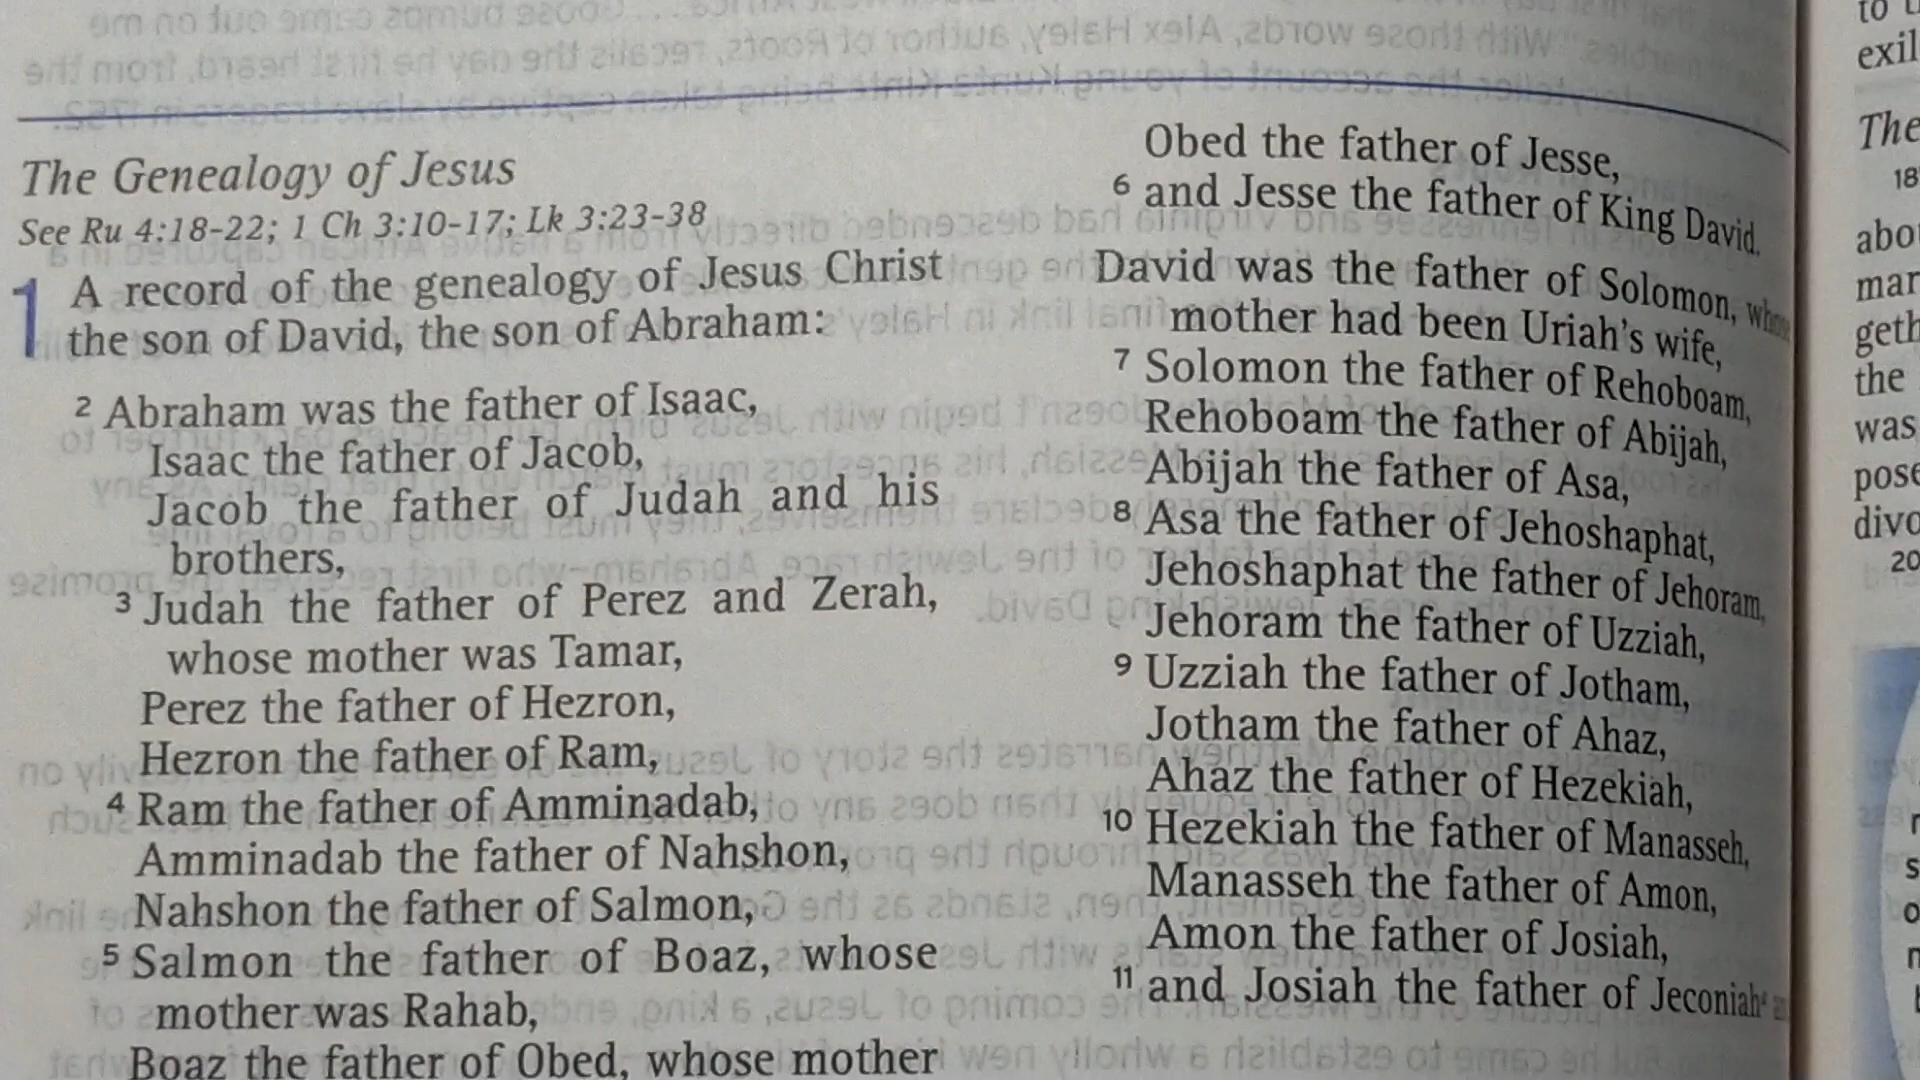 The Genealogy of Jesus
See Ru 4:18-22; 1 Ch 3:10-17; Lk 3:23-38
1 A record of the genealogy of Jesus Christ
the son of David, the son of Abraham:
2 Abraham was the father of Isaac,
Isaac the father of Jacob,
Jacob the father of Judah and his
brothers,
3 Judah the father of Perez and Zerah,
whose mother was Tamar,
Perez the father of Hezron,
Hezron the father of Ram,
4 Ram the father of Amminadab,
Amminadab the father of Nahshon,
Nahshon the father of Salmon,
5 Salmon the father of Boaz, whose
mother was Rahab,
Boaz the father of Obed, whose mother
Obed the father of Jesse,
6 and Jesse the father of King David.
David was the father of Solomon, whose
mother had been Uriah's wife,
7 Solomon the father of Rehoboam,
Rehoboam the father of Abijah,
Abijah the father of Asa,
8 Asa the father of Jehoshaphat,
Jehoshaphat the father of Jehoram,
Jehoram the father of Uzziah,
9 Uzziah the father of Jotham,
Jotham the father of Ahaz,
Ahaz the father of Hezekiah,
10 Hezekiah the father of Manasseh,
Manasseh the father of Amon,
Amon the father of Josiah,
11 and Josiah the father of Jeconiah
to
exil
The
18
abo
mar
geth
the
was
pose
divo
20